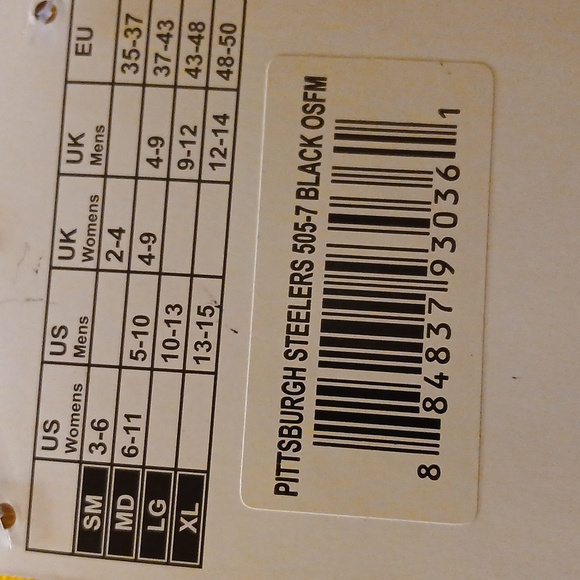 US Womens US Mens UK Womens UK Mens EU
SM 3-6 2-4 35-37
MD 6-11 5-10 4-9 4-9 37-43
LG 10-13 9-12 43-48
XL 13-15 12-14 48-50
PITTSBURGH STEELERS 505-7 BLACK OSFM
8 84837 93036 1